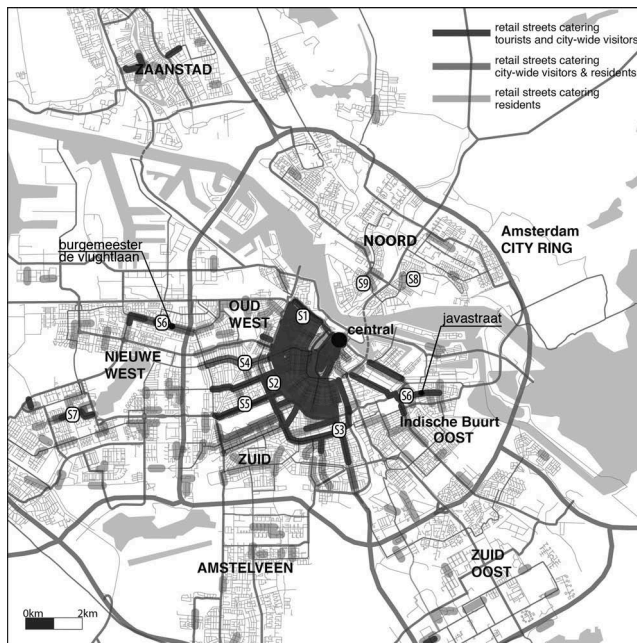 retail streets catering
tourists and city-wide visitors
retail streets catering
city-wide visitors & residents
retail streets catering
residents
ZAANSTAD
Amsterdam
CITY RING
NOORD
burgemeester
de vlughtlaan
S9
S8
OUD
WEST
S1
central
javastraat
S6
NIEUWE
WEST
S4
S2
S6
S5
S7
Indische Buurt
OOST
S3
ZUID
ZUID
OOST
AMSTELVEEN
0km
2km